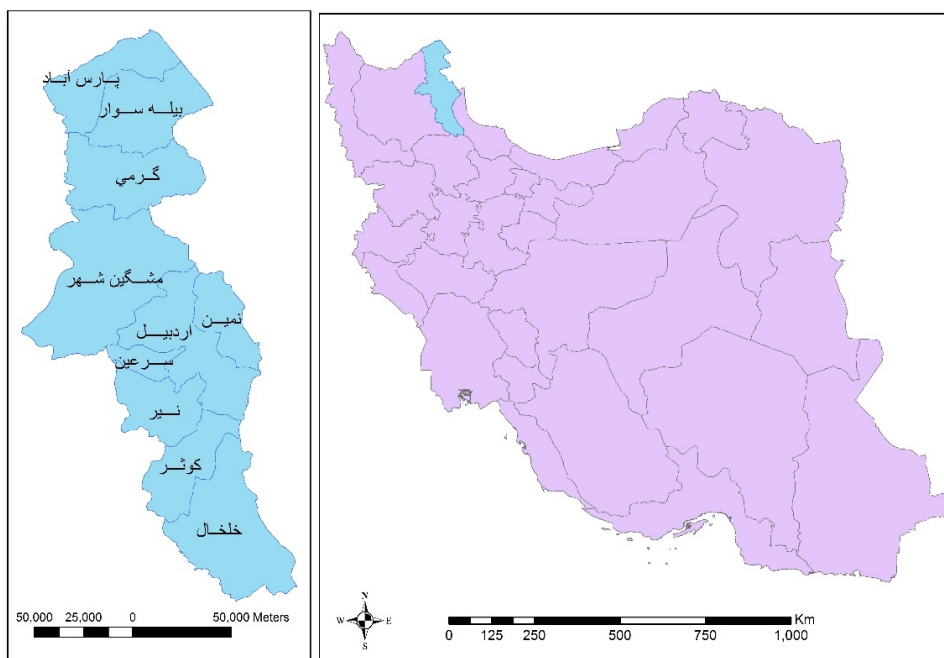 پارس آباد
بیله سوار
گرمي
مشگین شهر
نمین
اردبیل
سرعین
نیر
کوثر
خلخال
50,000 25,000 0 50,000 Meters
N
W E
S
0 125 250 500 750 1,000 Km